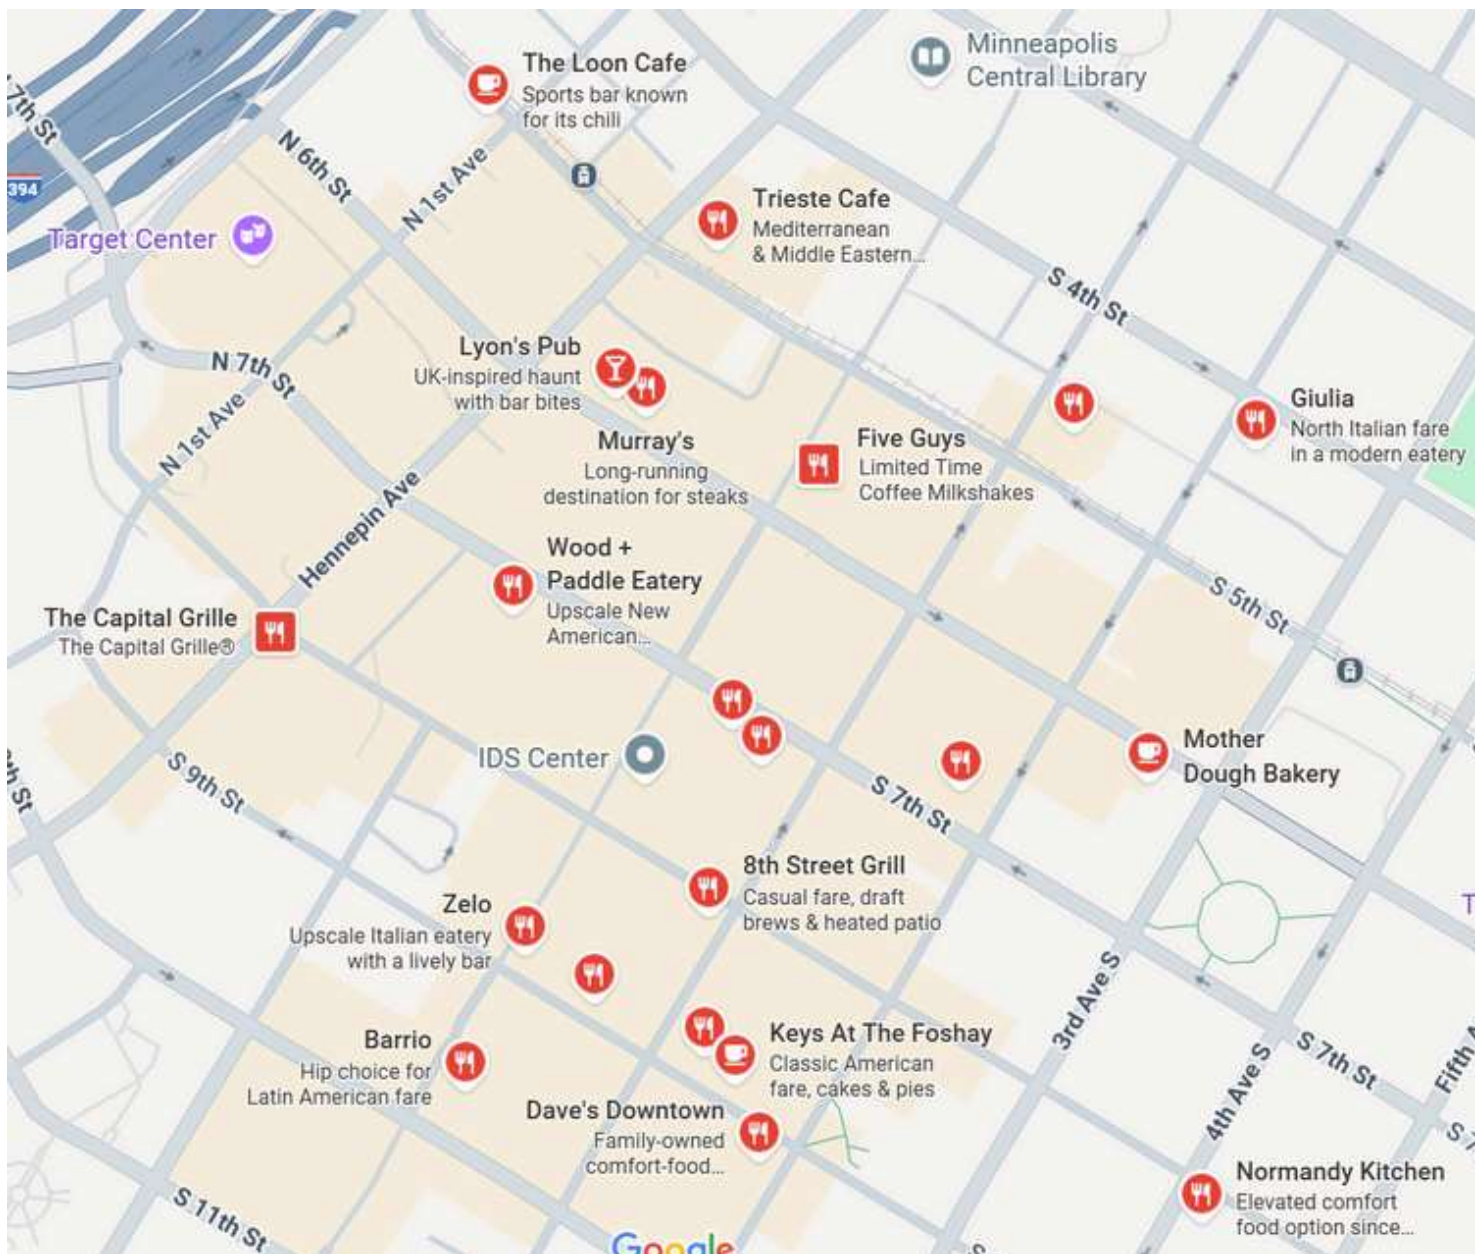 The Loon Cafe
Sports bar known
for its chili
Minneapolis
Central Library
7th St
N 6th St
N 1st Ave
394
Target Center
Trieste Cafe
Mediterranean
& Middle Eastern...
S 4th St
Lyon's Pub
UK-inspired haunt
with bar bites
N 7th St
N 1st Ave
Giulia
North Italian fare
in a modern eatery
Murray's
Long-running
destination for steaks
Five Guys
Limited Time
Coffee Milkshakes
Hennepin Ave
Wood +
Paddle Eatery
Upscale New
American...
S 5th St
The Capital Grille
The Capital Grille®
IDS Center
Mother
Dough Bakery
S 9th St
S 7th St
8th Street Grill
Casual fare, draft
brews & heated patio
Zelo
Upscale Italian eatery
with a lively bar
3rd Ave S
Barrio
Hip choice for
Latin American fare
Keys At The Foshay
Classic American
fare, cakes & pies
S 7th St
Fifth A
4th Ave S
Dave's Downtown
Family-owned
comfort-food...
S 7
Normandy Kitchen
Elevated comfort
food option since...
S 11th St
Google